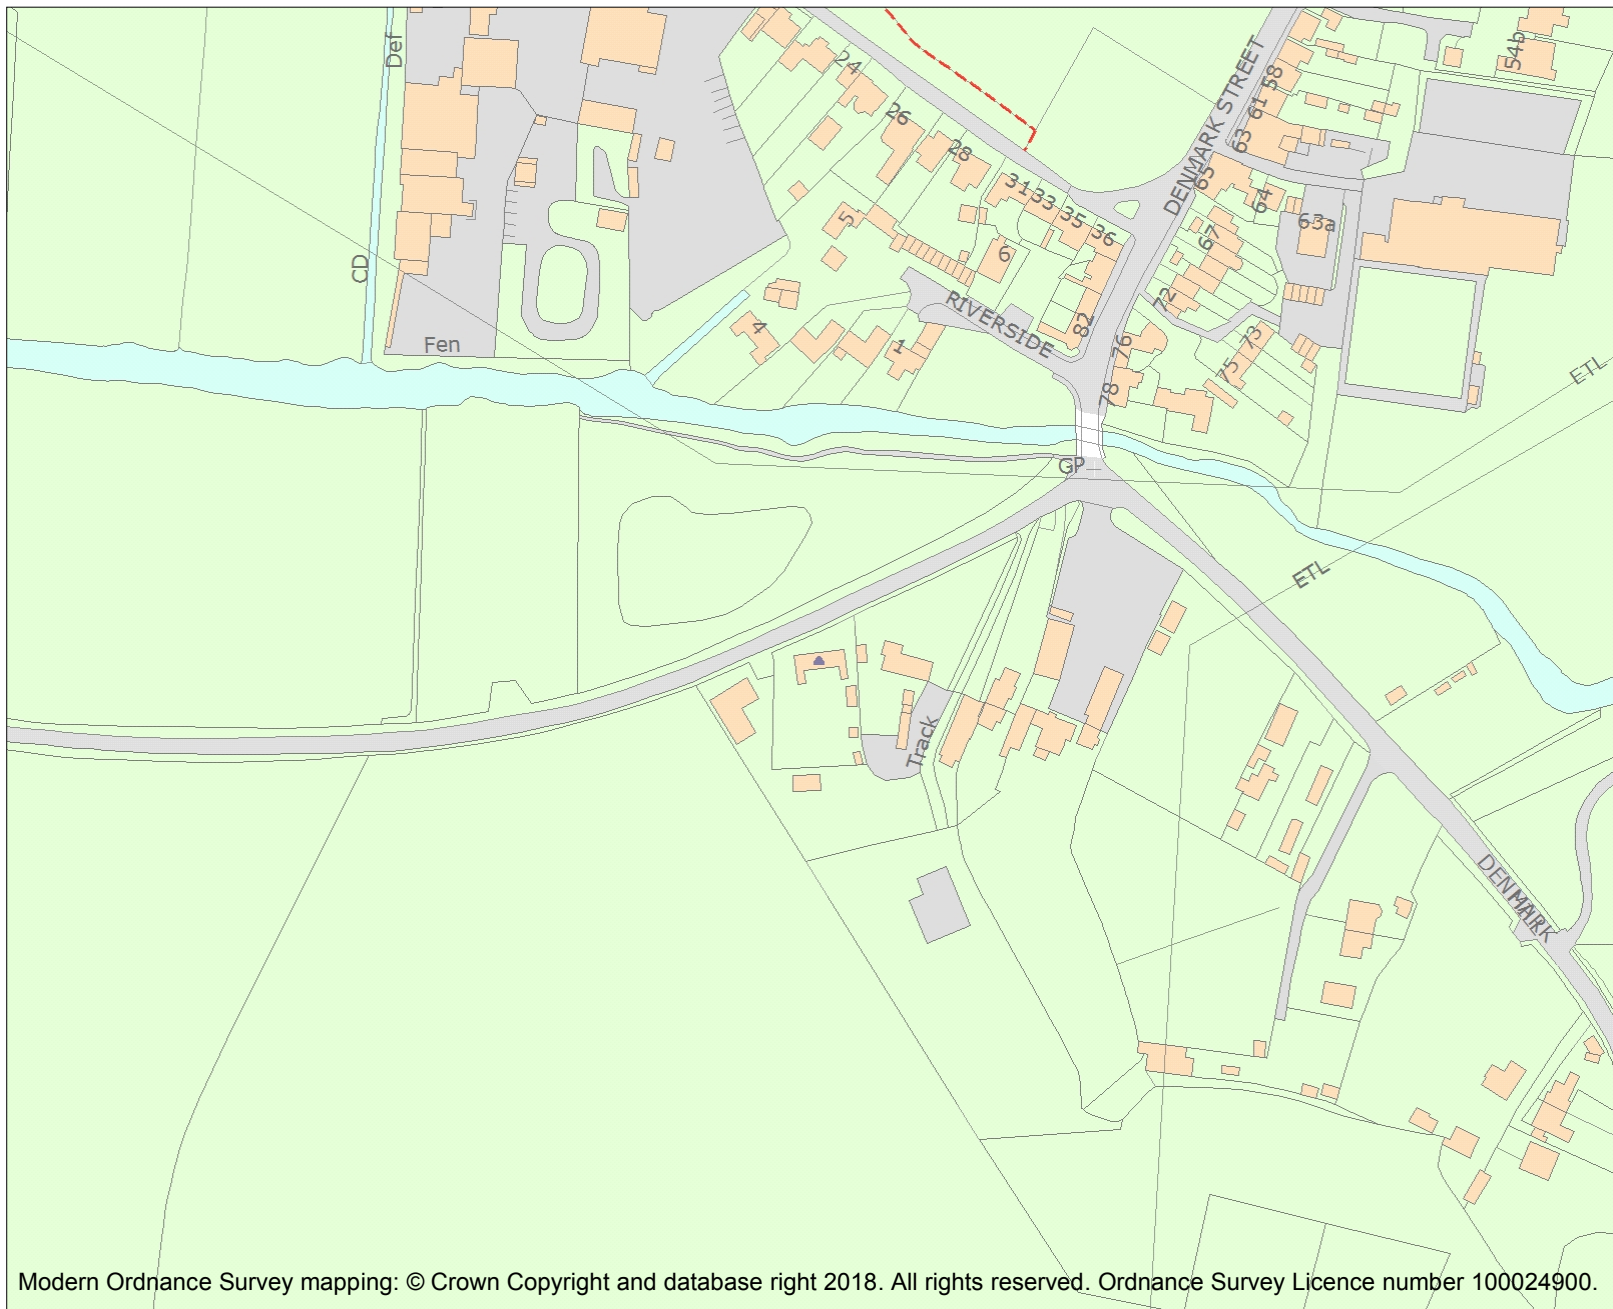 Def
24
DENMARK STREET
58
54b
61
26
63
28
65
31
33
35
36
64
63a
5
67
6
CD
RIVERSIDE
72
4
82
Fen
1
76
73
75
78
ETL
GP
ETL
Track
DENMARK
Modern Ordnance Survey mapping: © Crown Copyright and database right 2018. All rights reserved. Ordnance Survey Licence number 100024900.